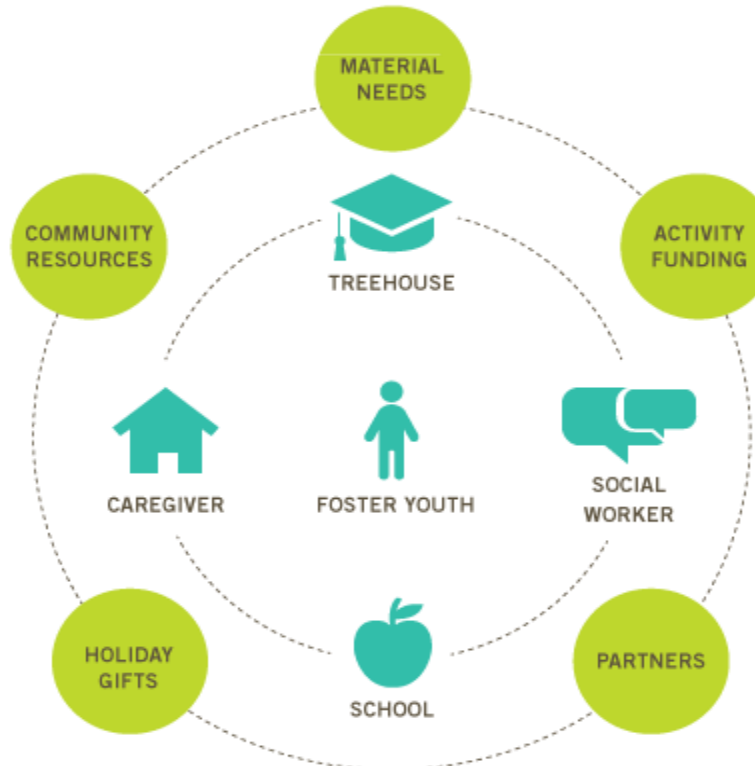 MATERIAL
NEEDS
COMMUNITY
RESOURCES
ACTIVITY
FUNDING
TREEHOUSE
CAREGIVER
FOSTER YOUTH
SOCIAL
WORKER
HOLIDAY
GIFTS
PARTNERS
SCHOOL